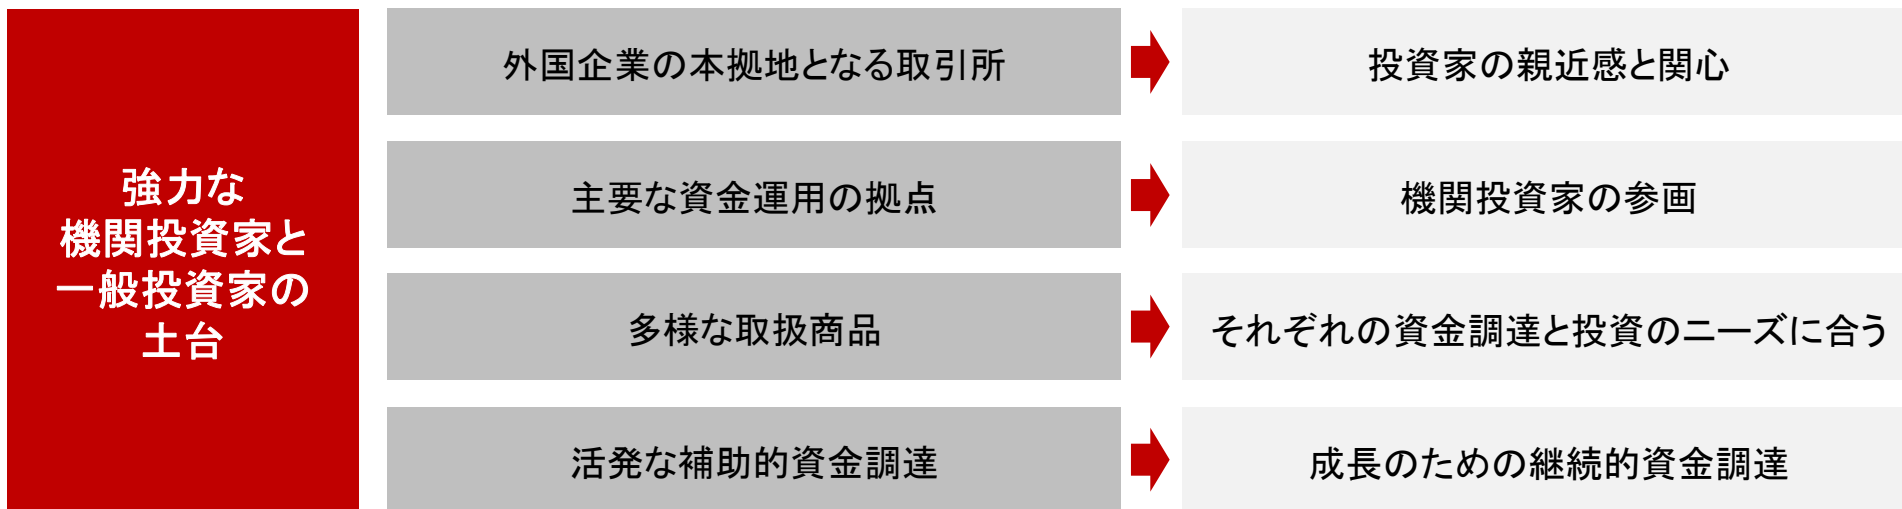 強力な
機関投資家と
一般投資家の
土台
外国企業の本拠地となる取引所
投資家の親近感と関心
主要な資金運用の拠点
機関投資家の参画
多様な取扱商品
それぞれの資金調達と投資のニーズに合う
活発な補助的資金調達
成長のための継続的資金調達